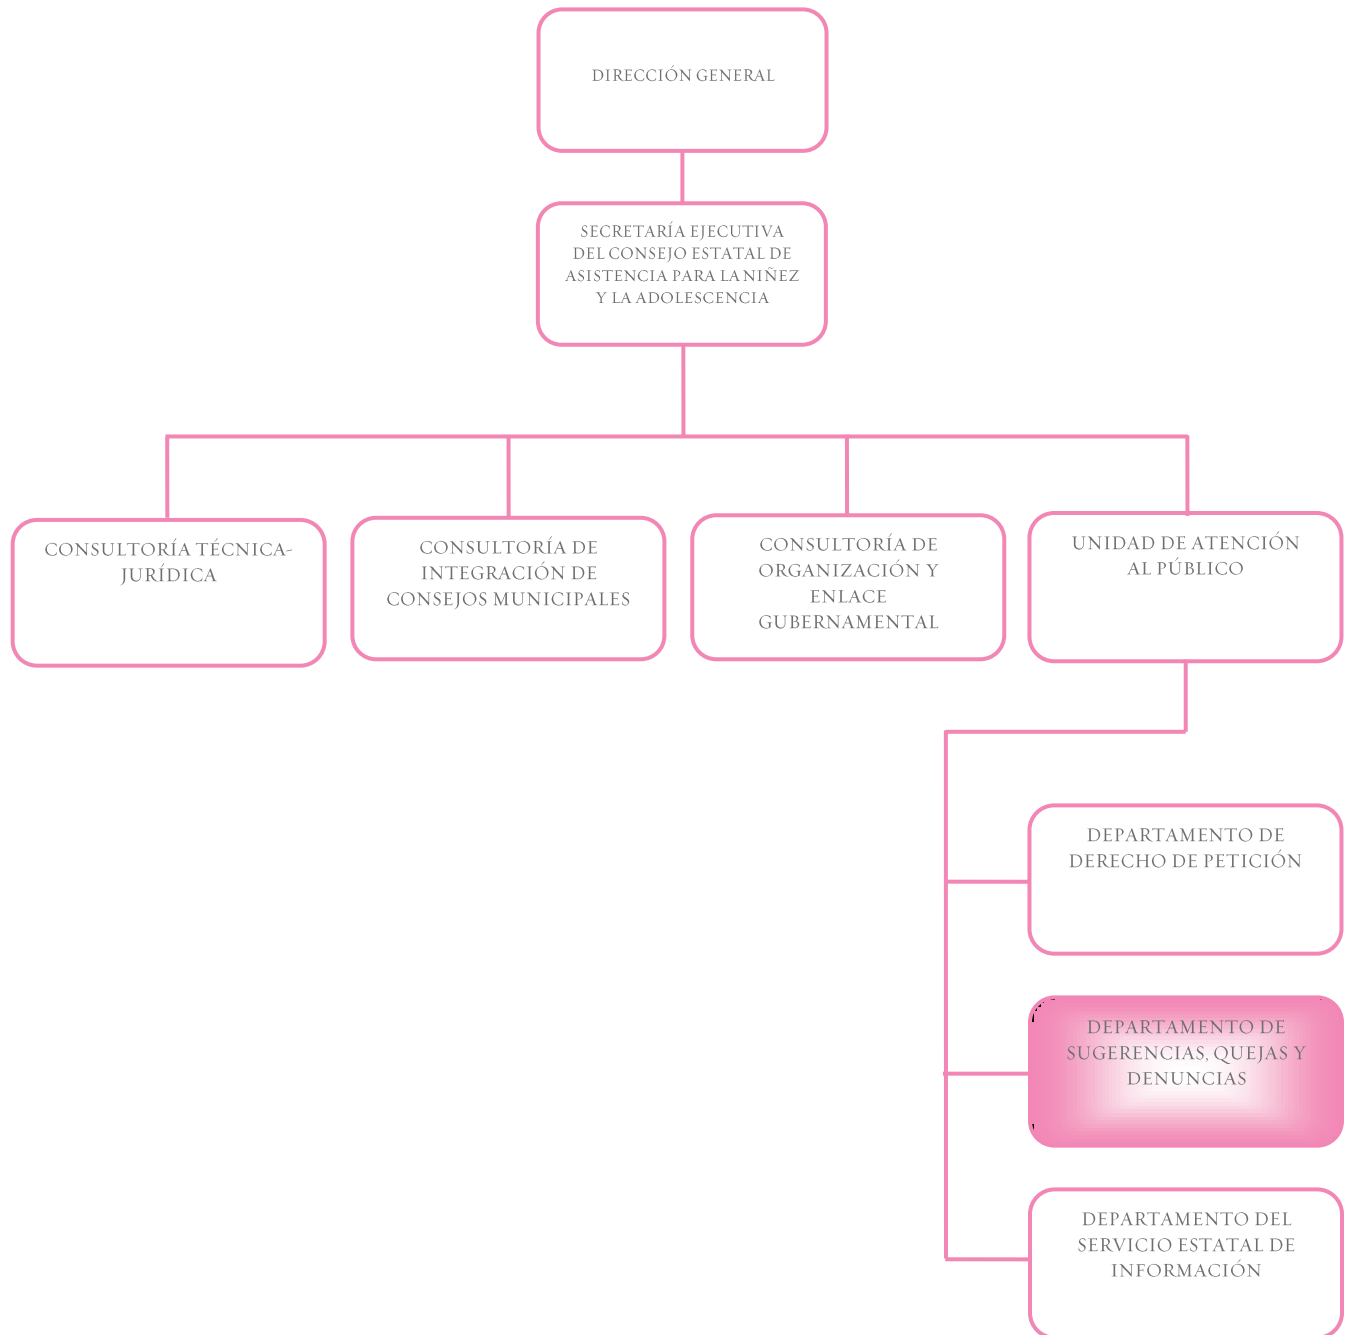 DIRECCIÓN GENERAL
SECRETARÍA EJECUTIVA
DEL CONSEJO ESTATAL DE
ASISTENCIA PARA LA NIÑEZ
Y LA ADOLESCENCIA
CONSULTORÍA TÉCNICA-
JURÍDICA
CONSULTORÍA DE
INTEGRACIÓN DE
CONSEJOS MUNICIPALES
CONSULTORÍA DE
ORGANIZACIÓN Y
ENLACE
GUBERNAMENTAL
UNIDAD DE ATENCIÓN
AL PÚBLICO
DEPARTAMENTO DE
DERECHO DE PETICIÓN
DEPARTAMENTO DE
SUGERENCIAS, QUEJAS Y
DENUNCIAS
DEPARTAMENTO DEL
SERVICIO ESTATAL DE
INFORMACIÓN